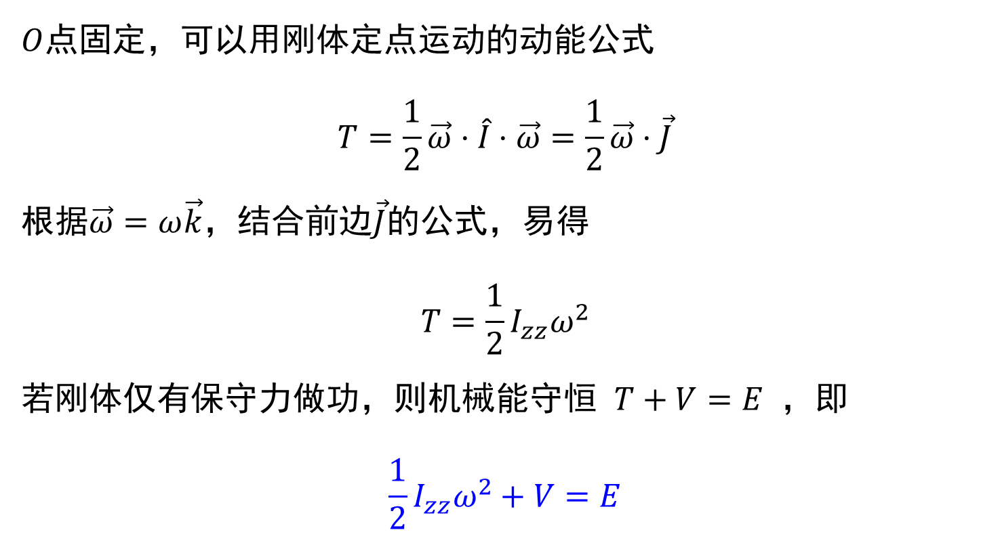 O点固定，可以用刚体定点运动的动能公式
$T = \frac{1}{2}\vec{\omega} \cdot \hat{I} \cdot \vec{\omega} = \frac{1}{2}\vec{\omega} \cdot \vec{J}$
根据$\vec{\omega} = \omega\vec{k}$，结合前边$\vec{J}$的公式，易得
$T = \frac{1}{2}I_{zz}\omega^2$
若刚体仅有保守力做功，则机械能守恒 $T + V = E$ ，即
$\frac{1}{2}I_{zz}\omega^2 + V = E$